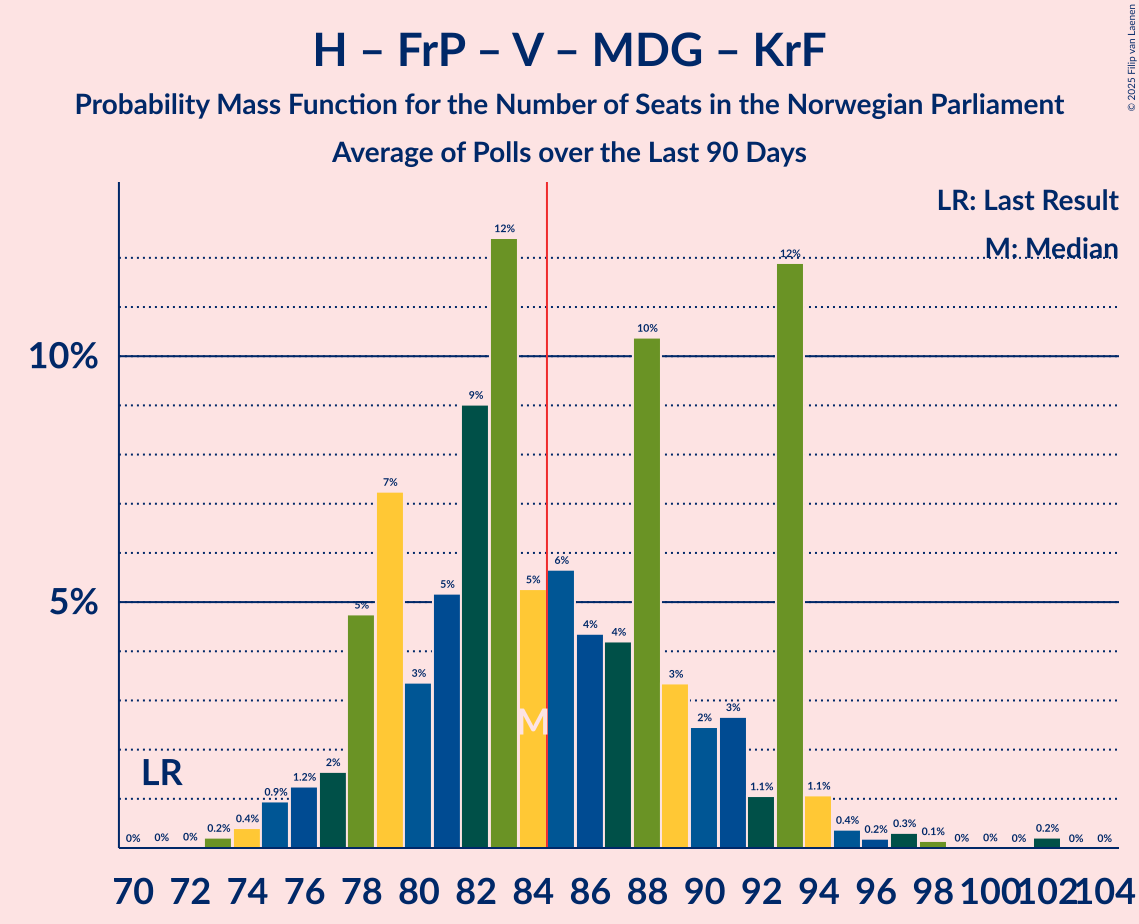 H – FrP – V – MDG – KrF
Probability Mass Function for the Number of Seats in the Norwegian Parliament
Average of Polls over the Last 90 Days
© 2025 Filip van Laenen
LR: Last Result
M: Median
10%
5%
0% 0% 0% 0.2% 0.4% 0.9% 1.2% 2% 5% 7% 3% 5% 9% 12% 5% 6% 4% 4% 10% 3% 2% 3% 1.1% 12% 1.1% 0.4% 0.2% 0.3% 0.1% 0% 0% 0% 0.2% 0% 0%
LR
M
70 72 74 76 78 80 82 84 86 88 90 92 94 96 98 100 102 104